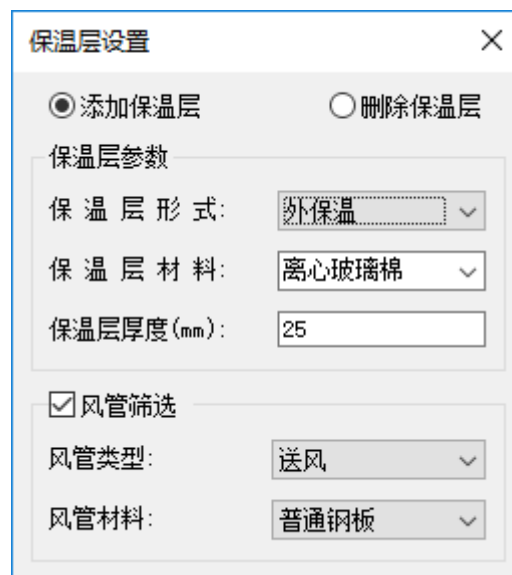 保温层设置
添加保温层 删除保温层
保温层参数
保 温 层 形 式: 外保温
保 温 层 材 料: 离心玻璃棉
保温层厚度(mm): 25
风管筛选
风管类型: 送风
风管材料: 普通钢板